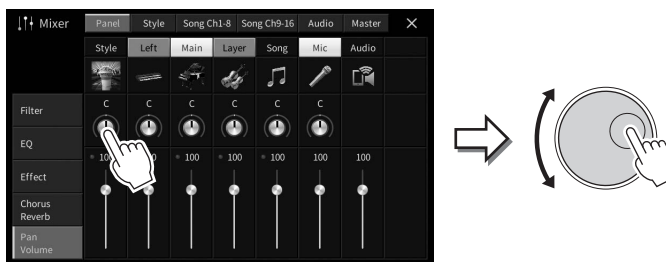 Mixer
Panel Style Song Ch1-8 Song Ch9-16 Audio Master
Style Left Main Layer Song Mic Audio
C C C C C C
100 100 100 100 100 100 100
Filter
EQ
Effect
Chorus
Reverb
Pan
Volume